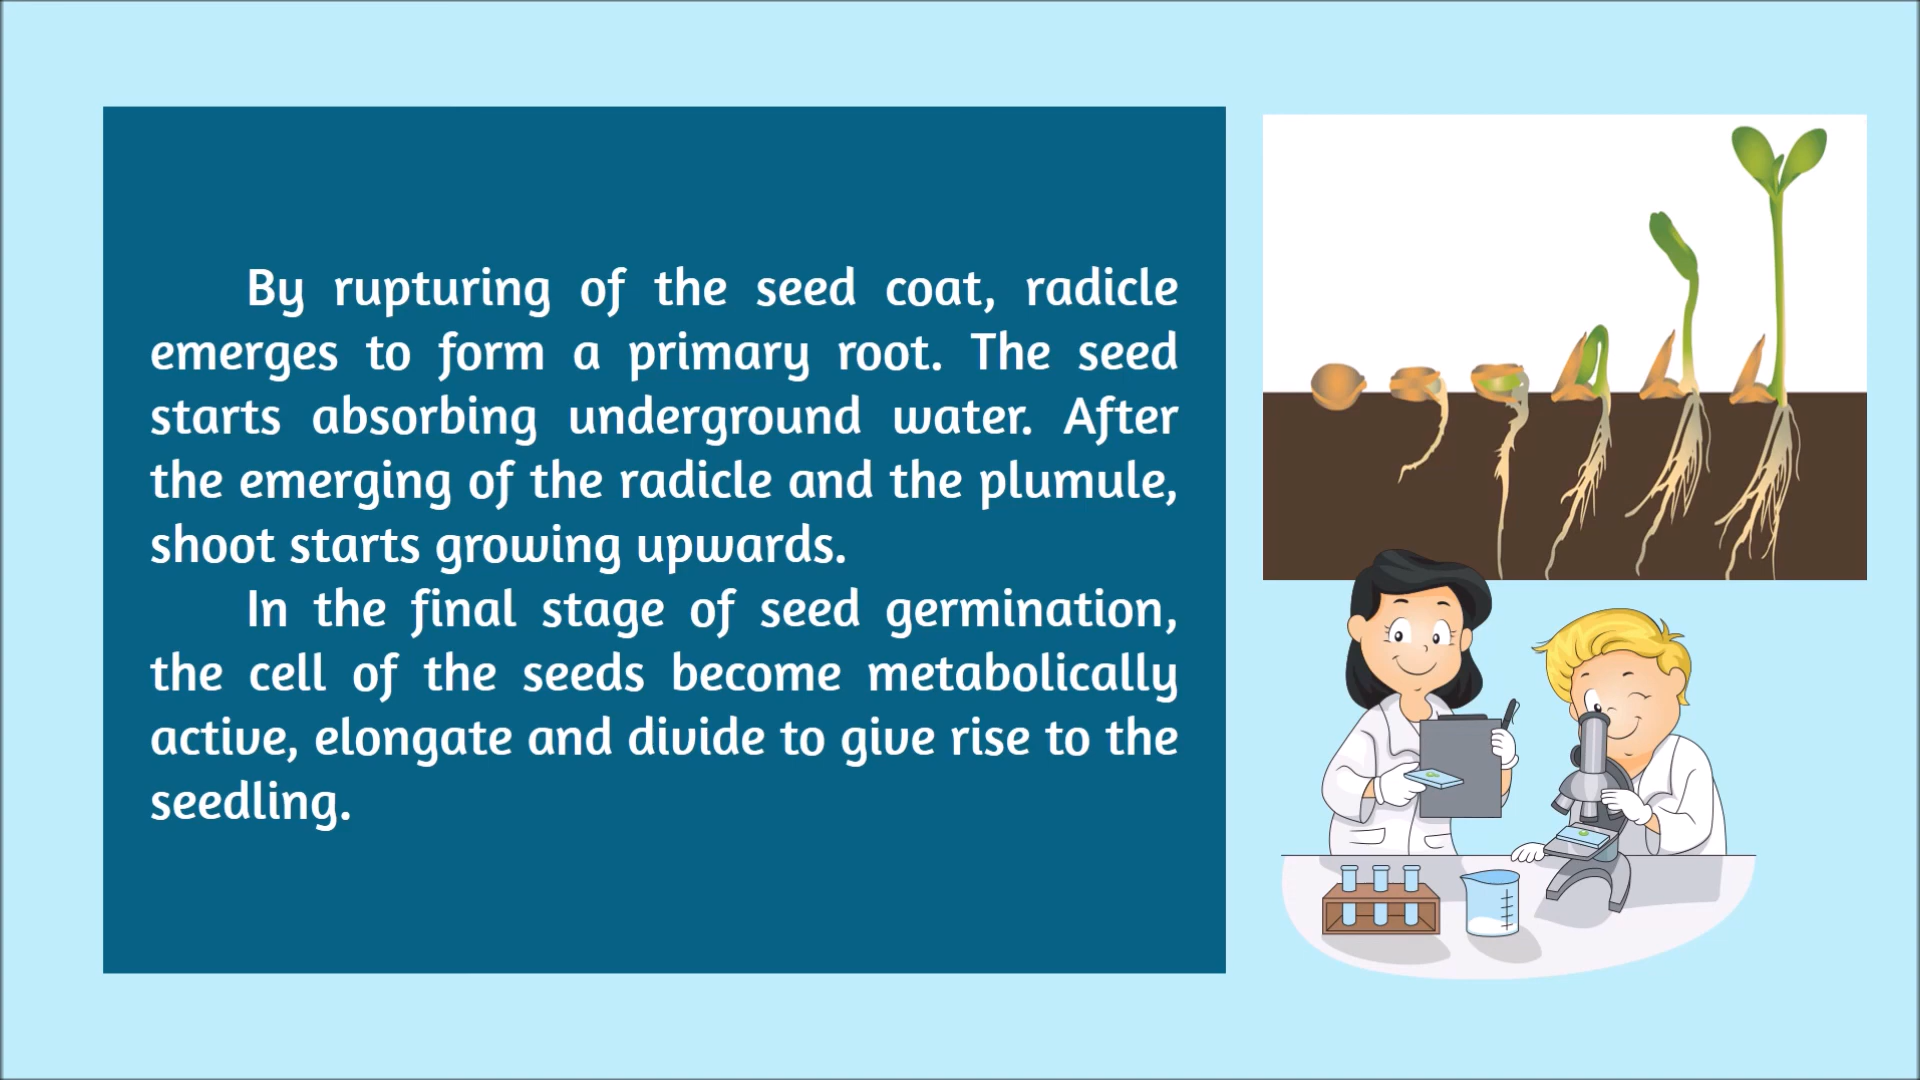 By rupturing of the seed coat, radicle
emerges to form a primary root. The seed
starts absorbing underground water. After
the emerging of the radicle and the plumule,
shoot starts growing upwards.
In the final stage of seed germination,
the cell of the seeds become metabolically
active, elongate and divide to give rise to the
seedling.